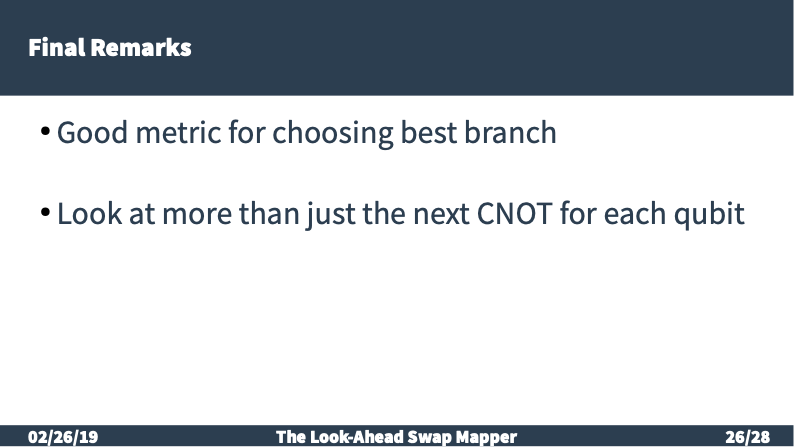 Final Remarks
• Good metric for choosing best branch
• Look at more than just the next CNOT for each qubit
02/26/19 The Look-Ahead Swap Mapper 26/28